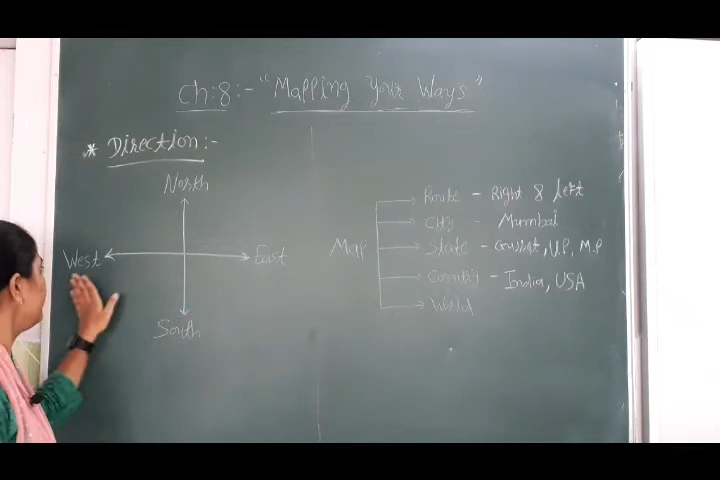 Ch:8:- "Mapping Your Ways"
* Direction:-
North
West
East
South
Map
Route - Right & left
City - Mumbai
State - Gujrat, U.P, M.P
Country - India, USA
World